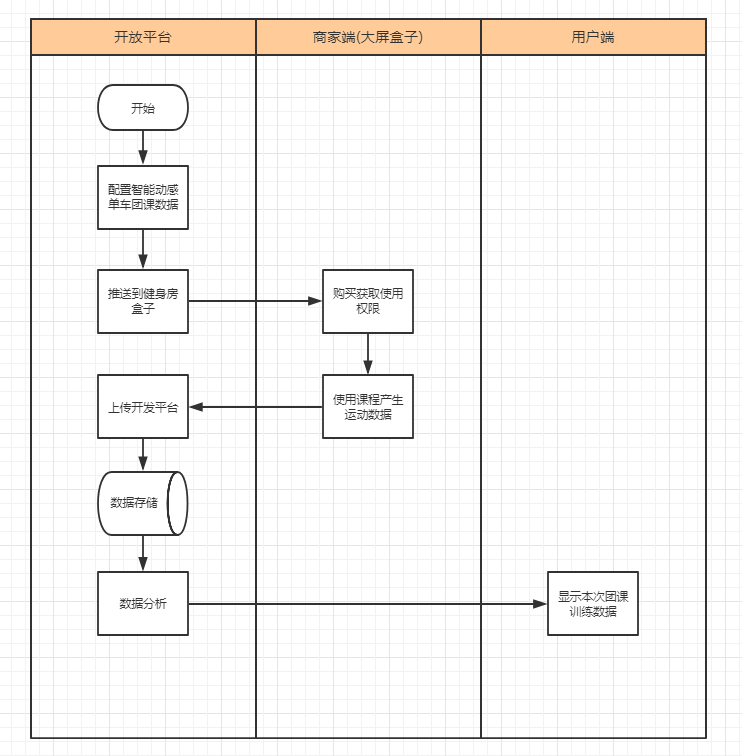 开放平台
商家端(大屏盒子)
用户端
开始
配置智能动感
单车团课数据
推送到健身房
盒子
购买获取使用
权限
上传开发平台
使用课程产生
运动数据
数据存储
数据分析
显示本次团课
训练数据